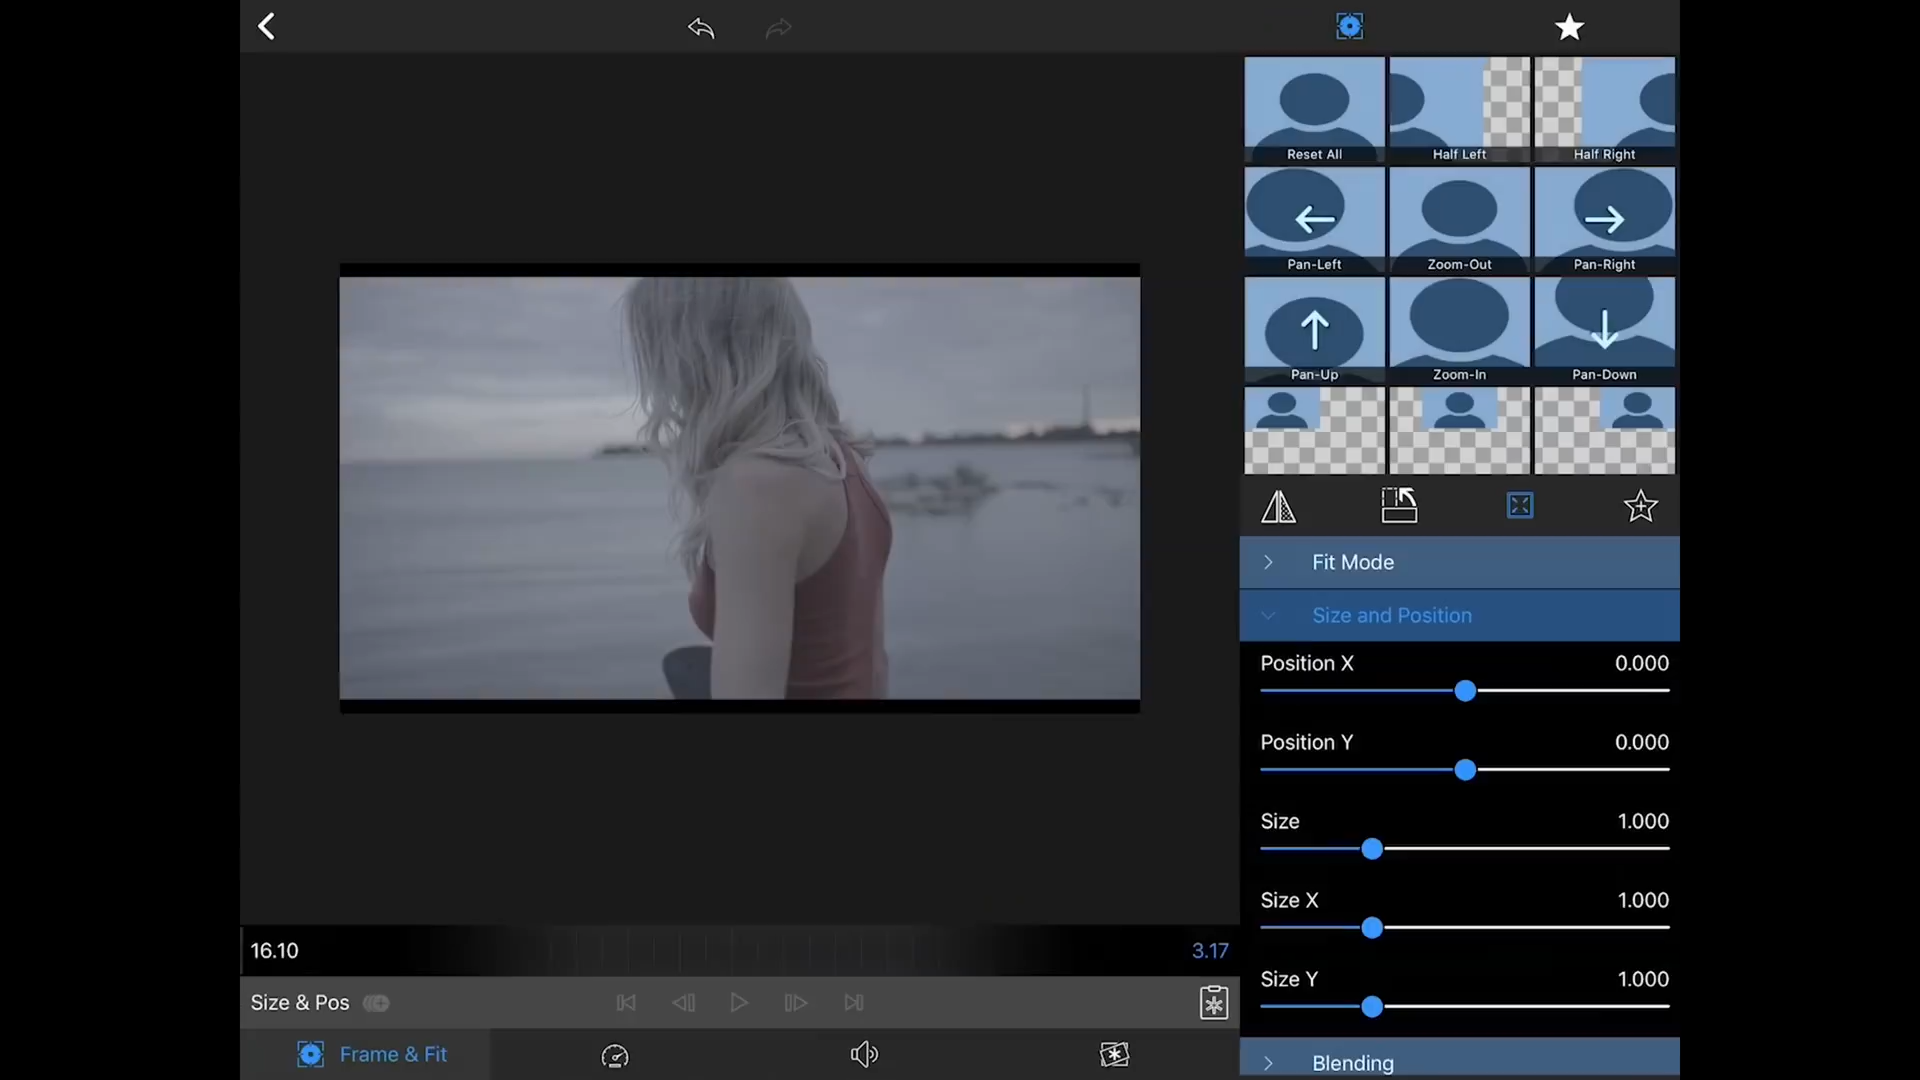 Reset All
Half Left
Half Right
Pan-Left
Zoom-Out
Pan-Right
Pan-Up
Zoom-In
Pan-Down
Fit Mode
Size and Position
Position X 0.000
Position Y 0.000
Size 1.000
Size X 1.000
Size Y 1.000
Blending
16.10 3.17
Size & Pos
Frame & Fit